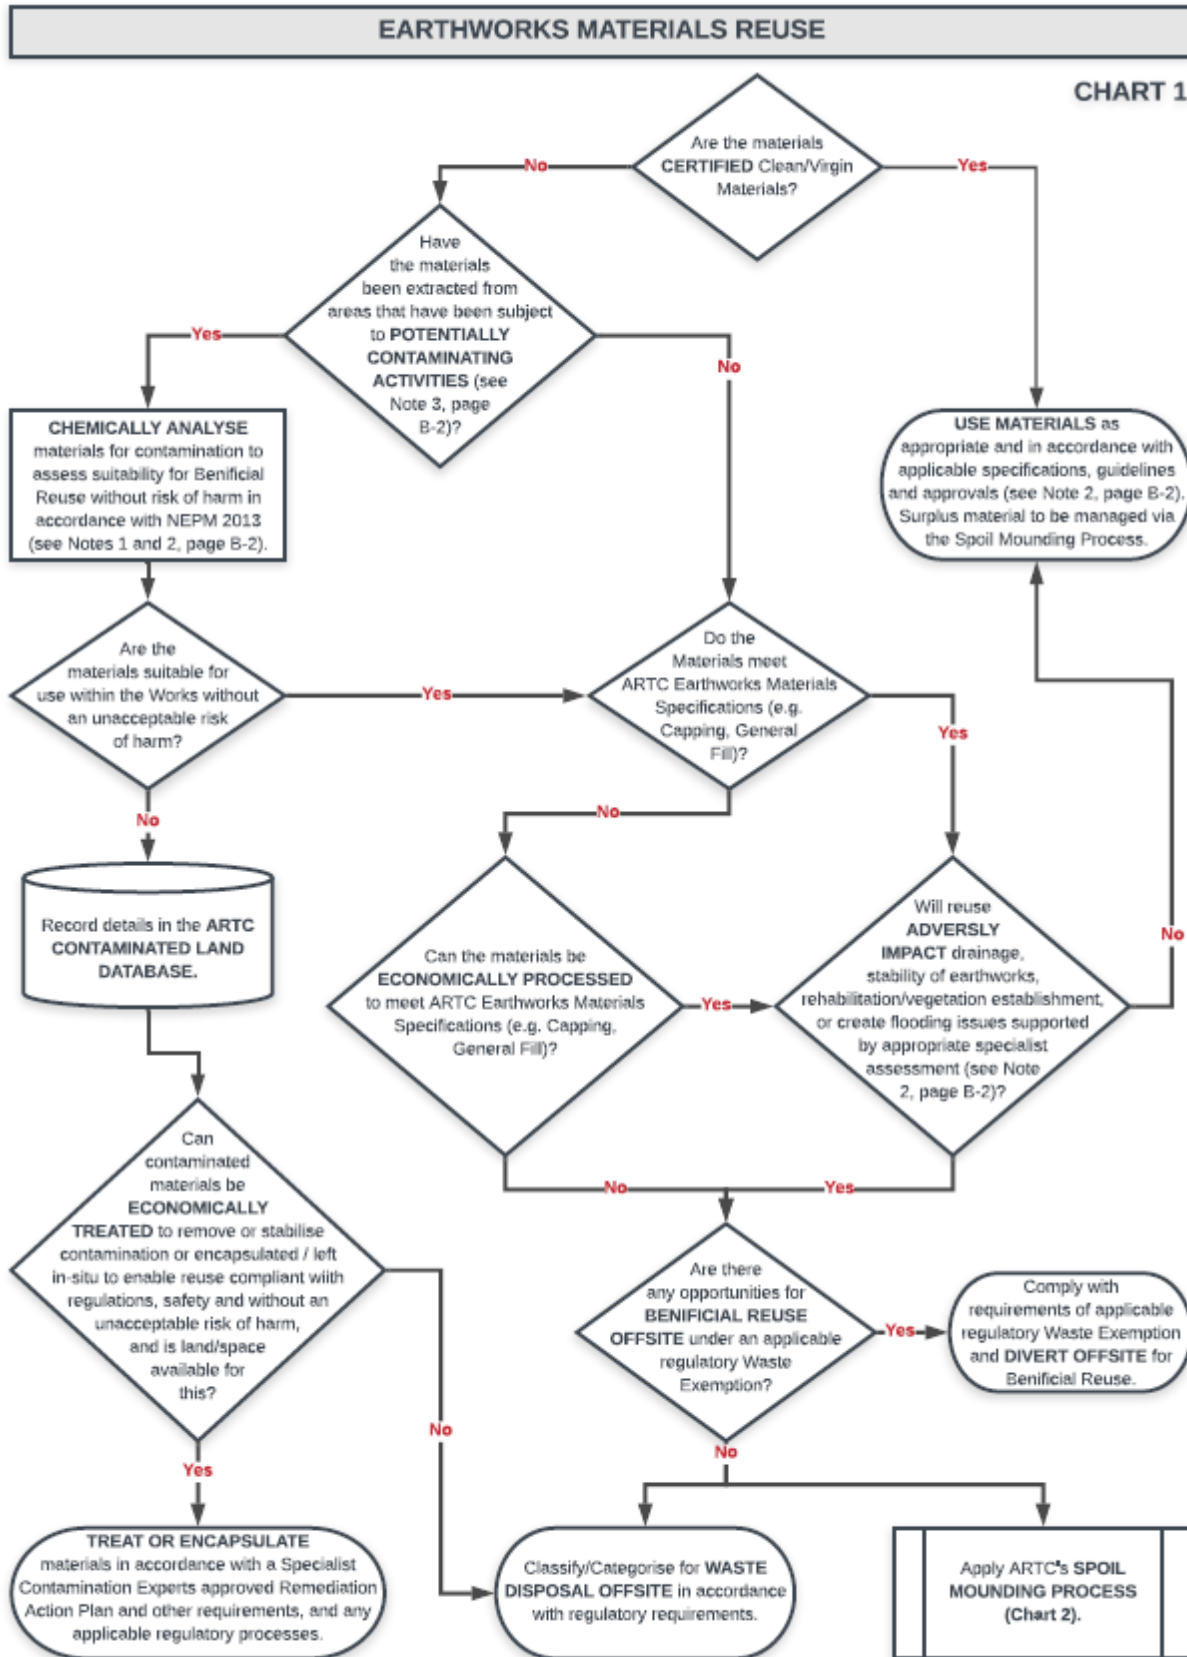 EARTHWORKS MATERIALS REUSE
CHART 1
Are the materials
CERTIFIED Clean/Virgin
Materials?
No
Yes
Have
the materials
been extracted from
areas that have been subject
to POTENTIALLY
CONTAMINATING
ACTIVITIES (see
Note 3, page
B-2)?
Yes
No
CHEMICALLY ANALYSE
materials for contamination to
assess suitability for Benificial
Reuse without risk of harm in
accordance with NEPM 2013
(see Notes 1 and 2, page B-2).
USE MATERIALS as
appropriate and in accordance with
applicable specifications, guidelines
and approvals (see Note 2, page B-2).
Surplus material to be managed via
the Spoil Mounding Process.
Are the
materials suitable for
use within the Works without
an unacceptable risk
of harm?
Yes
Do the
Materials meet
ARTC Earthworks Materials
Specifications (e.g.
Capping, General
Fill)?
Yes
No
No
Record details in the ARTC
CONTAMINATED LAND
DATABASE.
Can the materials be
ECONOMICALLY PROCESSED
to meet ARTC Earthworks Materials
Specifications (e.g. Capping,
General Fill)?
Yes
Will reuse
ADVERSLY
IMPACT drainage,
stability of earthworks,
rehabilitation/vegetation establishment,
or create flooding issues supported
by appropriate specialist
assessment (see Note
2, page B-2)?
No
Can
contaminated
materials be
ECONOMICALLY
TREATED to remove or stabilise
contamination or encapsulated / left
in-situ to enable reuse compliant wiith
regulations, safety and without an
unacceptable risk of harm,
and is land/space
available for
this?
No
Yes
Are there
any opportunities for
BENIFICIAL REUSE
OFFSITE under an applicable
regulatory Waste
Exemption?
Yes
Comply with
requirements of applicable
regulatory Waste Exemption
and DIVERT OFFSITE for
Benificial Reuse.
No
No
Yes
TREAT OR ENCAPSULATE
materials in accordance with a Specialist
Contamination Experts approved Remediation
Action Plan and other requirements, and any
applicable regulatory processes.
Classify/Categorise for WASTE
DISPOSAL OFFSITE in accordance
with regulatory requirements.
Apply ARTC's SPOIL
MOUNDING PROCESS
(Chart 2).